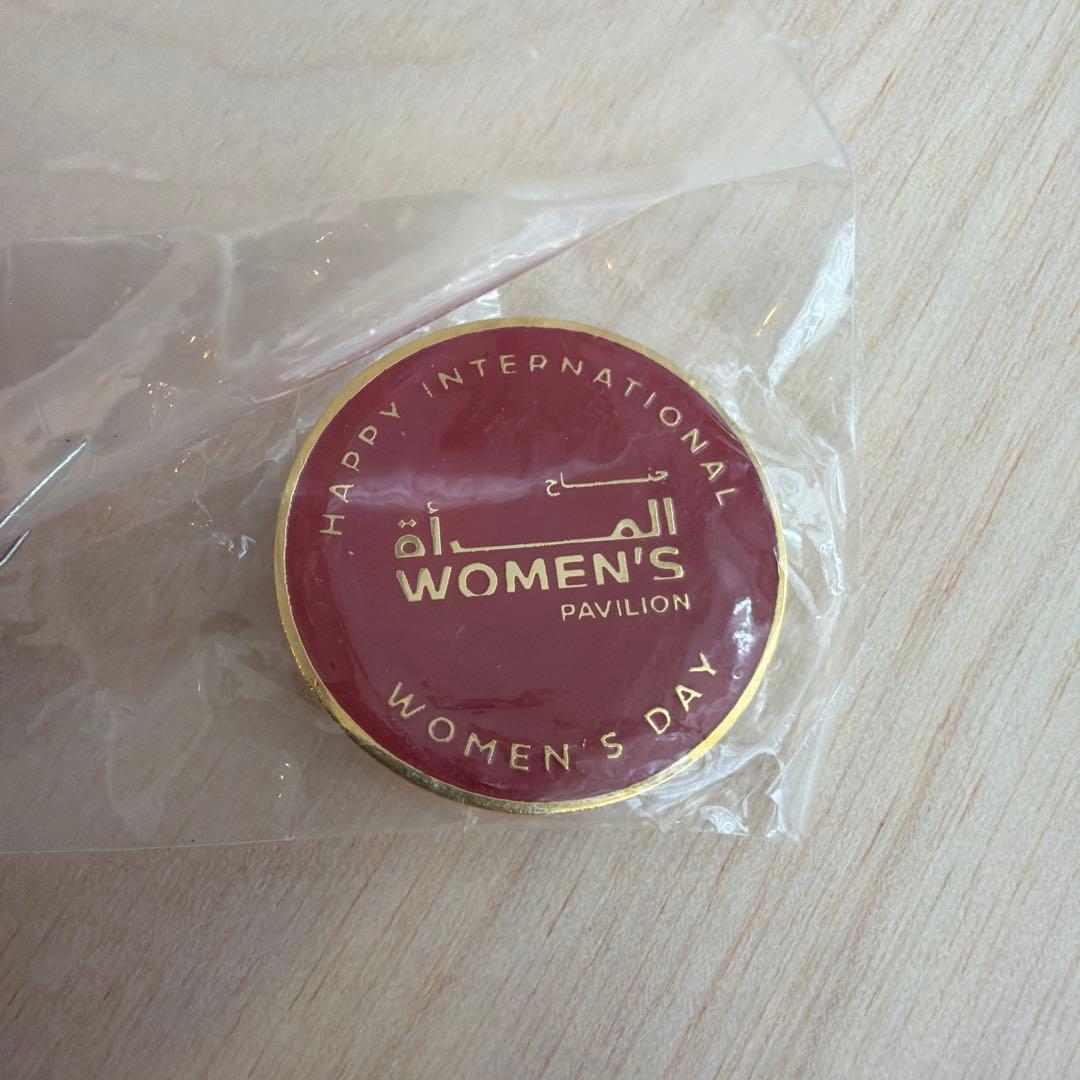 HAPPY INTERNATIONAL
جناح
المرأة
WOMEN'S
PAVILION
WOMEN'S DAY